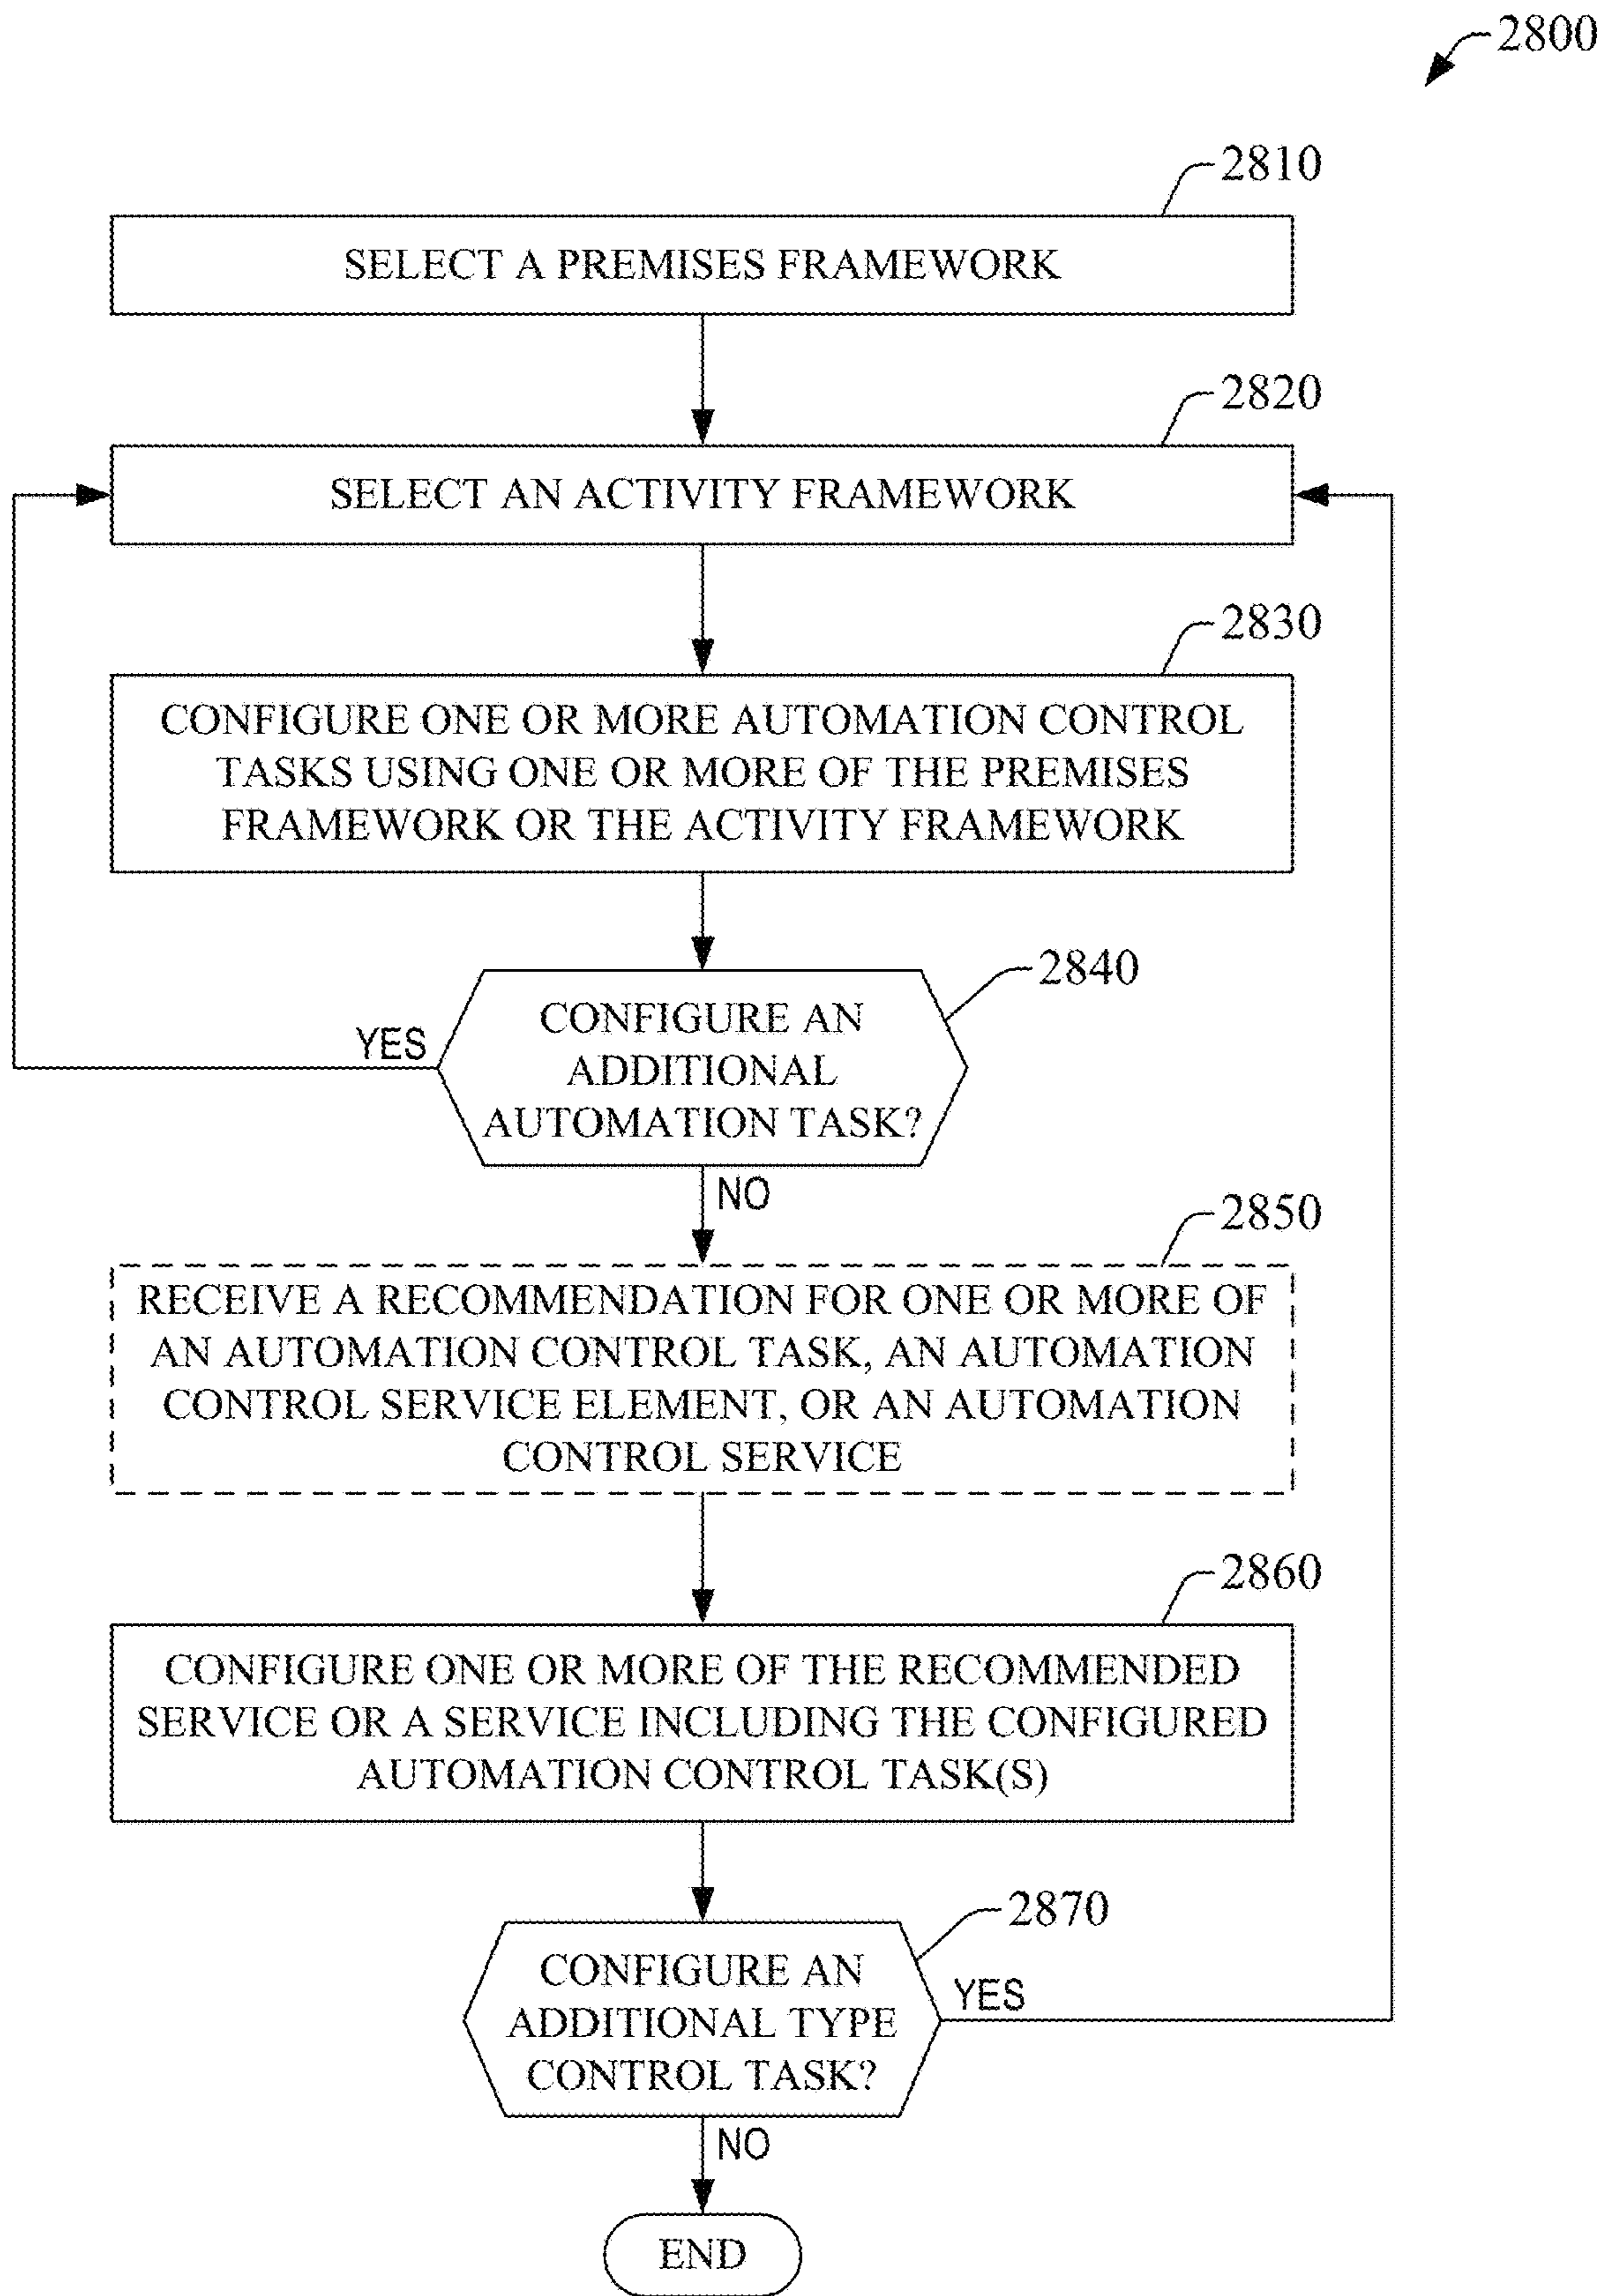 2800
2810
SELECT A PREMISES FRAMEWORK
2820
SELECT AN ACTIVITY FRAMEWORK
2830
CONFIGURE ONE OR MORE AUTOMATION CONTROL
TASKS USING ONE OR MORE OF THE PREMISES
FRAMEWORK OR THE ACTIVITY FRAMEWORK
2840
CONFIGURE AN
ADDITIONAL
AUTOMATION TASK?
YES
NO
2850
RECEIVE A RECOMMENDATION FOR ONE OR MORE OF
AN AUTOMATION CONTROL TASK, AN AUTOMATION
CONTROL SERVICE ELEMENT, OR AN AUTOMATION
CONTROL SERVICE
2860
CONFIGURE ONE OR MORE OF THE RECOMMENDED
SERVICE OR A SERVICE INCLUDING THE CONFIGURED
AUTOMATION CONTROL TASK(S)
2870
CONFIGURE AN
ADDITIONAL TYPE
CONTROL TASK?
YES
NO
END